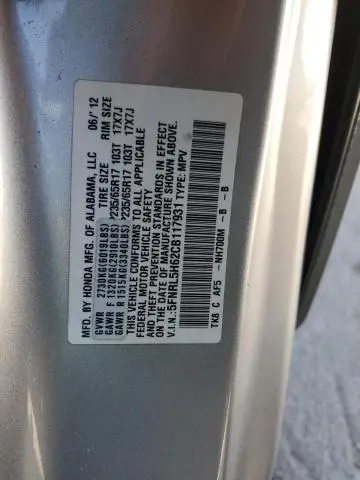 MFD. BY HONDA MFG. OF ALABAMA, LLC 06/12
GVWR 2730KG(6019LBS) TIRE SIZE RIM SIZE
GAWR F 1320KG(2910LBS) P235/65R17 103T 17X7J
GAWR R 1515KG(3340LBS) P235/65R17 103T 17X7J
THIS VEHICLE CONFORMS TO ALL APPLICABLE
FEDERAL MOTOR VEHICLE SAFETY
AND THEFT PREVENTION STANDARDS IN EFFECT
ON THE DATE OF MANUFACTURE SHOWN ABOVE.
V.I.N.:5FNRL5H62CB117931 TYPE: MPV
TK8 C AF5 -NH700M -B -B